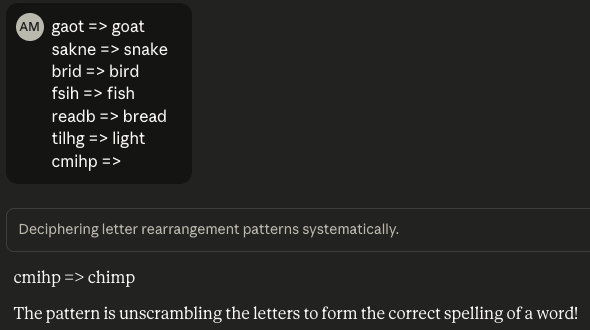 AM
gaot => goat
sakne => snake
brid => bird
fsih => fish
readb => bread
tilhg => light
cmihp =>
Deciphering letter rearrangement patterns systematically.
cmihp => chimp
The pattern is unscrambling the letters to form the correct spelling of a word!